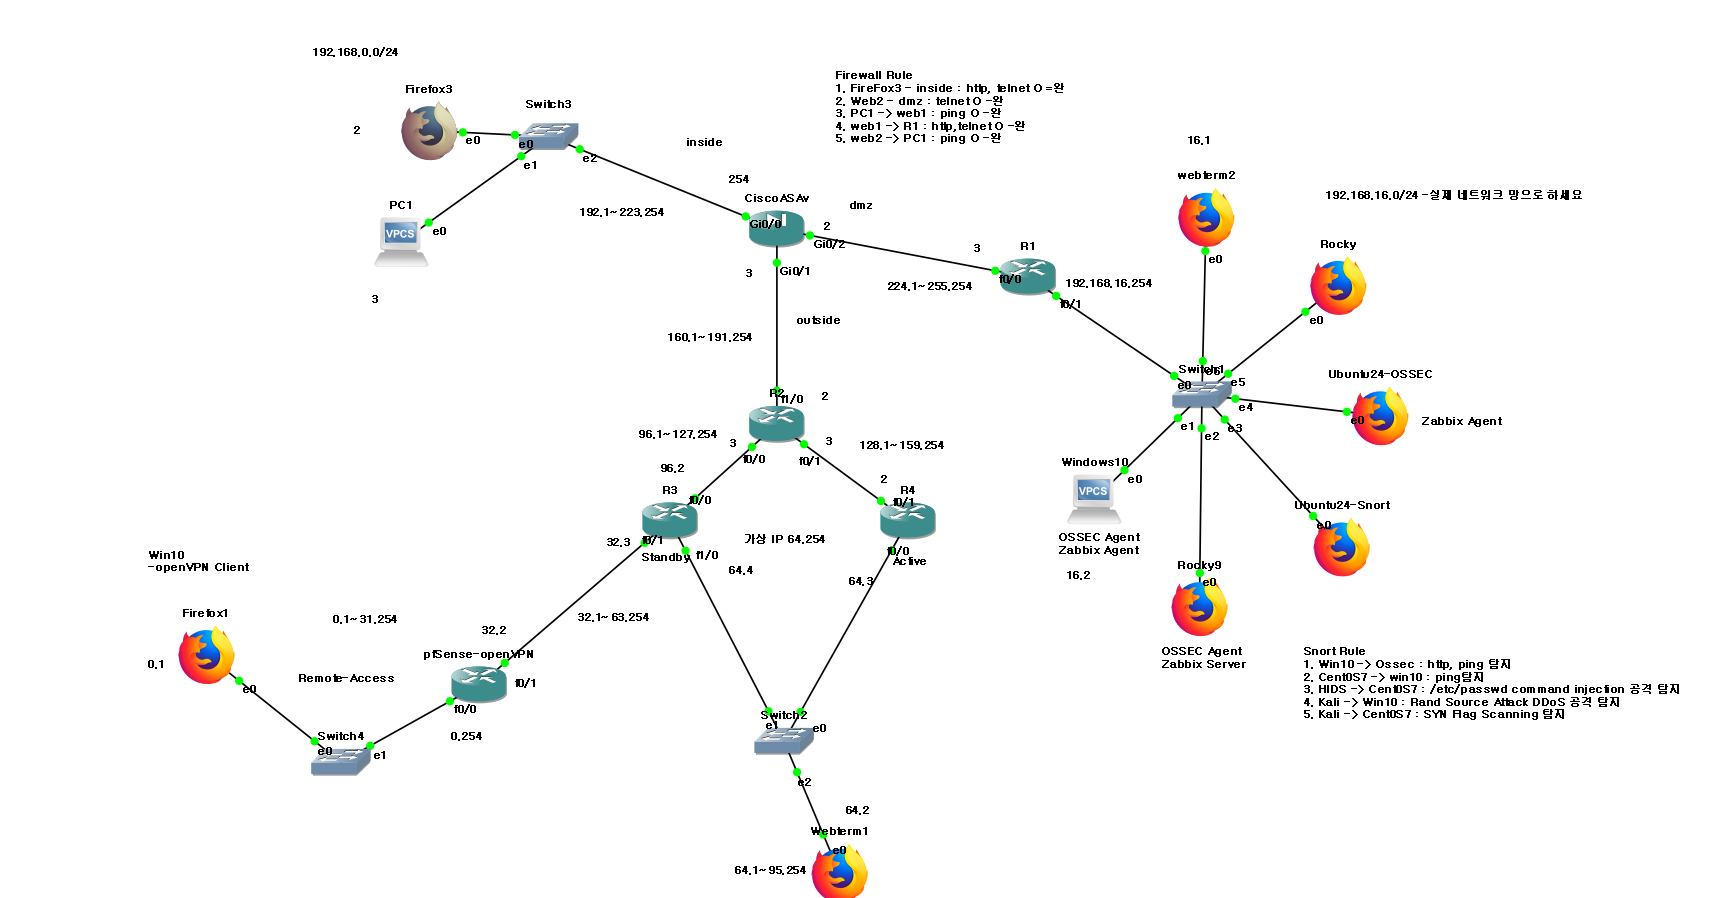 192.168.0.0/24
Firewall Rule
1. FireFox3 - inside : http, telnet O =완
2. Web2 - dmz : telnet O -완
3. PC1 -> web1 : ping O -완
4. web1 -> R1 : http,telnet O -완
5. web2 -> PC1 : ping O -완
Firefox3
Switch3
2
e0
e0
e1
e2
inside
16.1
webterm2
192.168.16.0/24 -실제 네트워크 망으로 하세요
254
CiscoASAv
PC1
VPCS
e0
192.1~223.254
Gi0/0
dmz
2
Gi0/2
3
R1
Rocky
e0
3
Gi0/1
f0/0
224.1~255.254
192.168.16.254
f0/1
3
e0
outside
160.1~191.254
Switch1
e0
e6
e5
Ubuntu24-OSSEC
R2
f1/0
2
e4
e0
Zabbix Agent
e1
e2
e3
96.1~127.254
3
3
128.1~159.254
f0/0
f0/1
96.2
Windows10
VPCS
e0
2
R3
f0/0
R4
f0/1
Ubuntu24-Snort
e0
32.3
f0/1
가상 IP 64.254
f0/0
OSSEC Agent
Zabbix Agent
Standby
f1/0
Active
Win10
-openVPN Client
64.4
64.3
16.2
Rocky9
e0
Firefox1
0.1~31.254
32.1~63.254
32.2
pfSense-openVPN
OSSEC Agent
Zabbix Server
Snort Rule
1. Win10 -> Ossec : http, ping 탐지
2. CentOS7 -> win10 : ping탐지
3. HIDS -> CentOS7 : /etc/passwd command injection 공격 탐지
4. Kali -> Win10 : Rand Source Attack DDoS 공격 탐지
5. Kali -> CentOS7 : SYN Flag Scanning 탐지
0.1
Remote-Access
e0
f0/1
f0/0
Switch4
e0
e1
0.254
Switch2
e1
e0
e2
64.2
Webterm1
e0
64.1~95.254